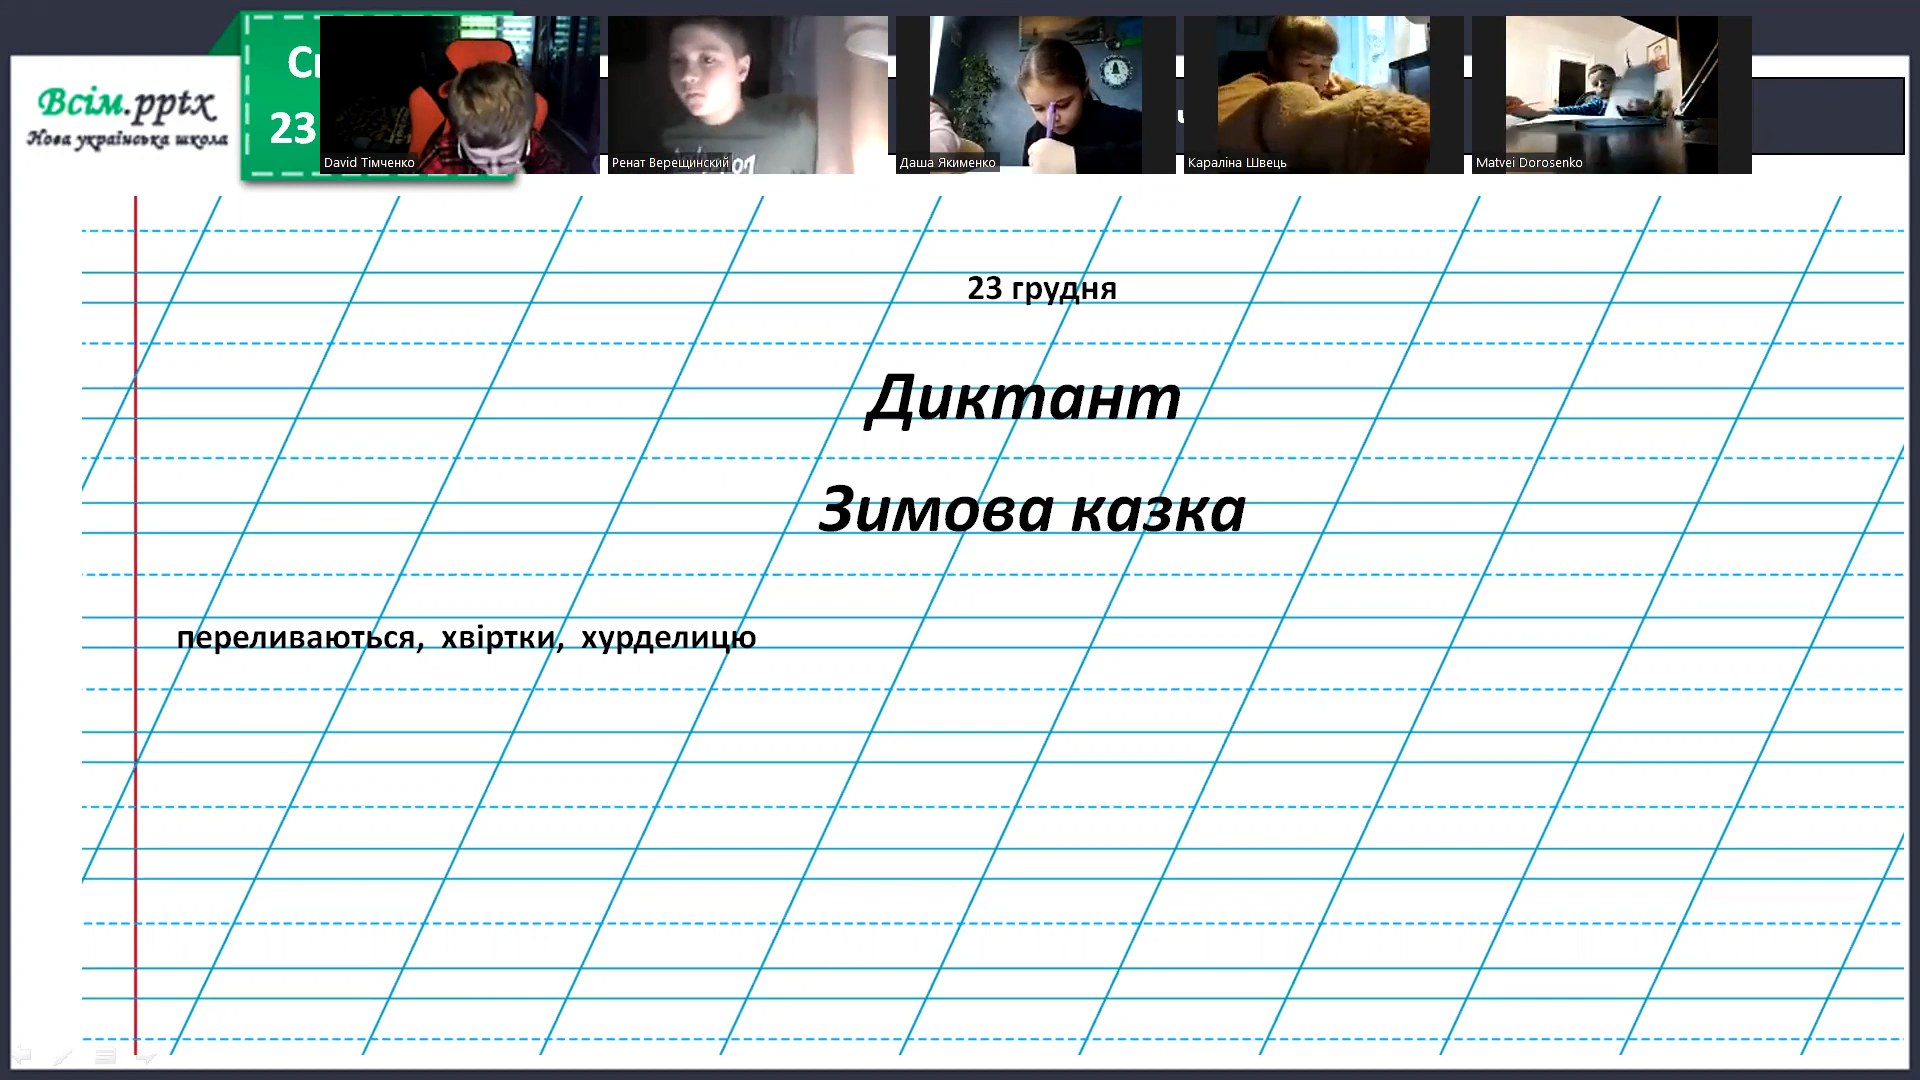 Всім.pptx
Нова українська школа
23
David Тімченко
Ренат Верещинский
Даша Якименко
Караліна Швець
Matvei Dorosenko
23 грудня
Диктант
Зимова казка
переливаються, хвіртки, хурделицю